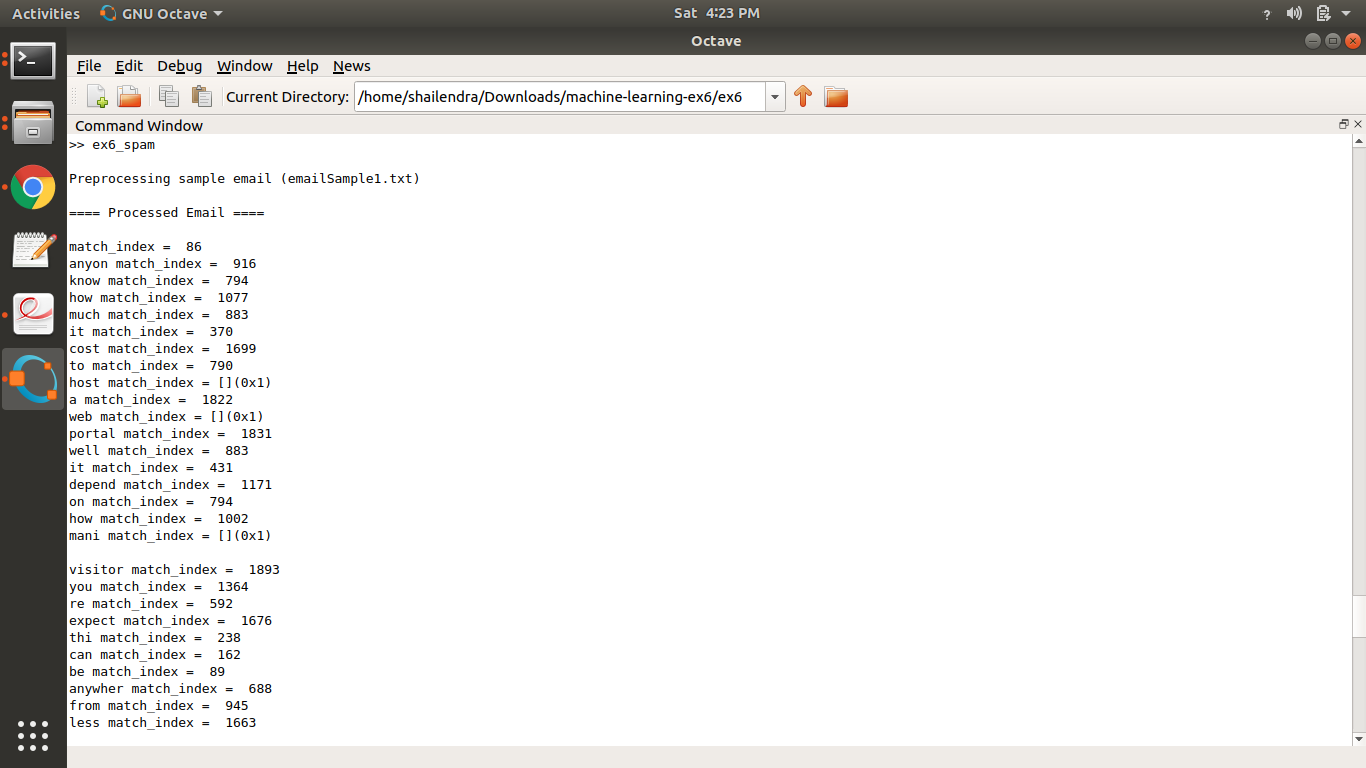 Activities GNU Octave Sat 4:23 PM ?
Octave
File Edit Debug Window Help News
Current Directory: /home/shailendra/Downloads/machine-learning-ex6/ex6
Command Window
>> ex6_spam
Preprocessing sample email (emailSample1.txt)
==== Processed Email ====
match_index =  86
anyon match_index =  916
know match_index =  794
how match_index =  1077
much match_index =  883
it match_index =  370
cost match_index =  1699
to match_index =  790
host match_index = [](0x1)
a match_index =  1822
web match_index = [](0x1)
portal match_index =  1831
well match_index =  883
it match_index =  431
depend match_index =  1171
on match_index =  794
how match_index =  1002
mani match_index = [](0x1)
visitor match_index =  1893
you match_index =  1364
re match_index =  592
expect match_index =  1676
thi match_index =  238
can match_index =  162
be match_index =  89
anywher match_index =  688
from match_index =  945
less match_index =  1663